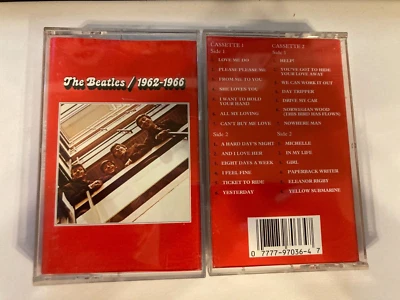 The Beatles / 1962-1966
CASSETTE 1
Side 1
LOVE ME DO
PLEASE PLEASE ME
FROM ME TO YOU
SHE LOVES YOU
I WANT TO HOLD
YOUR HAND
ALL MY LOVING
CAN'T BUY ME LOVE
Side 2
A HARD DAY'S NIGHT
AND I LOVE HER
EIGHT DAYS A WEEK
I FEEL FINE
TICKET TO RIDE
YESTERDAY
CASSETTE 2
Side 1
HELP!
YOU'VE GOT TO HIDE
YOUR LOVE AWAY
WE CAN WORK IT OUT
DAY TRIPPER
DRIVE MY CAR
NORWEGIAN WOOD
(THIS BIRD HAS FLOWN)
NOWHERE MAN
Side 2
MICHELLE
IN MY LIFE
GIRL
PAPERBACK WRITER
ELEANOR RIGBY
YELLOW SUBMARINE
0 7777-97036-4 7